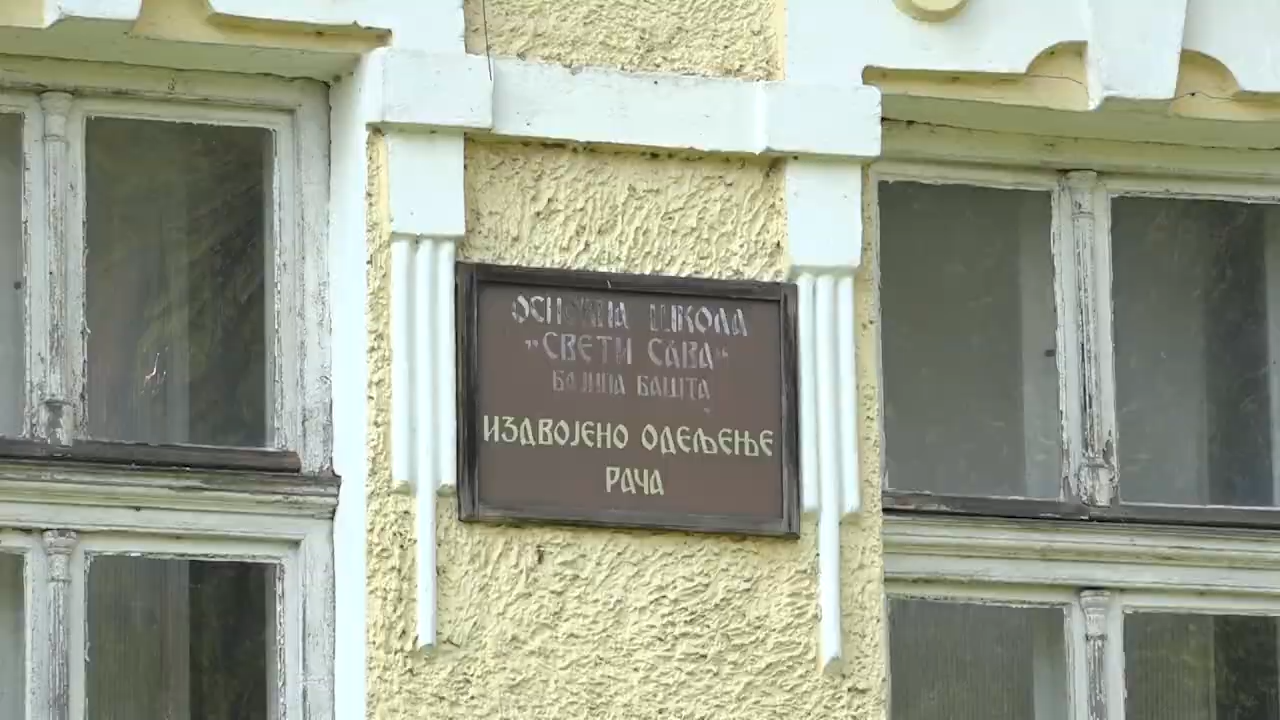 ОСНОВНА ШКОЛА
"СВЕТИ САВА"
БАЈИНА БАШТА
ИЗДВОЈЕНО ОДЕЉЕЊЕ
РАЧА